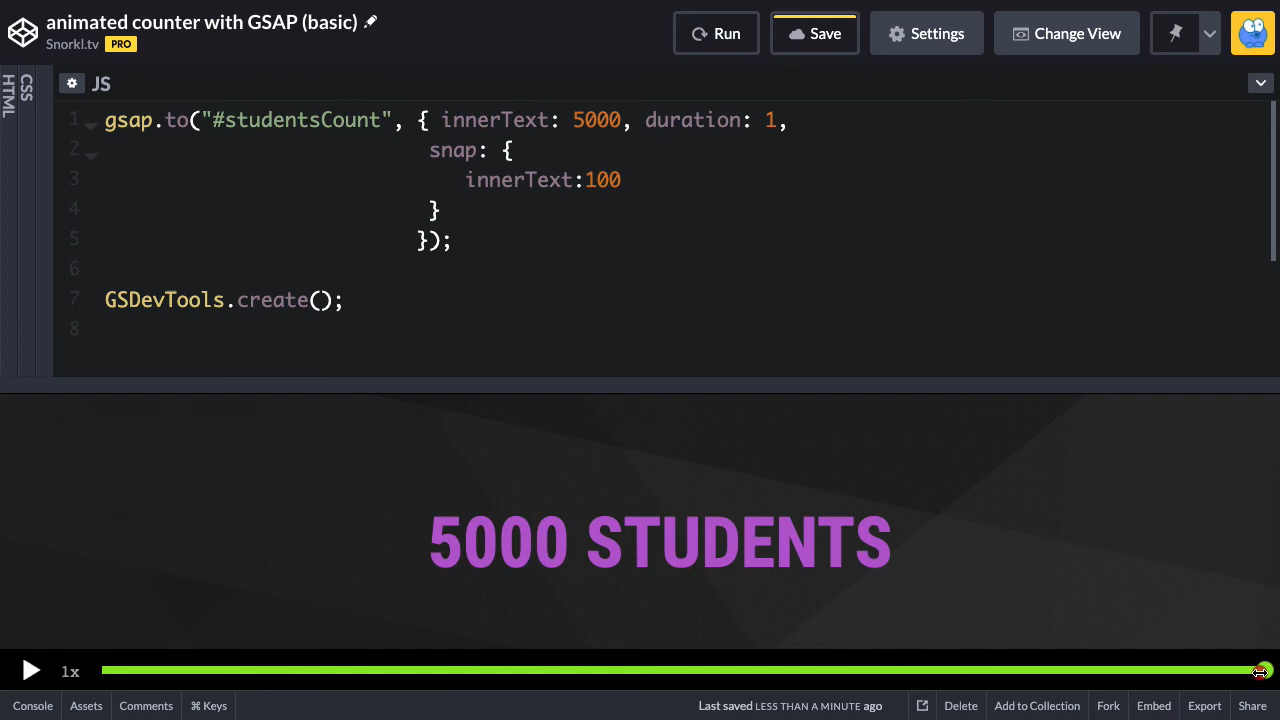 animated counter with GSAP (basic)
Snorkl.tv PRO
Run
Save
Settings
Change View
HTML
CSS
JS
1 gsap.to("#studentsCount", { innerText: 5000, duration: 1,
2 snap: {
3 innerText:100
4 }
5 });
6
7 GSDevTools.create();
8
5000 STUDENTS
1x
Console Assets Comments ⌘ Keys Last saved LESS THAN A MINUTE ago Delete Add to Collection Fork Embed Export Share